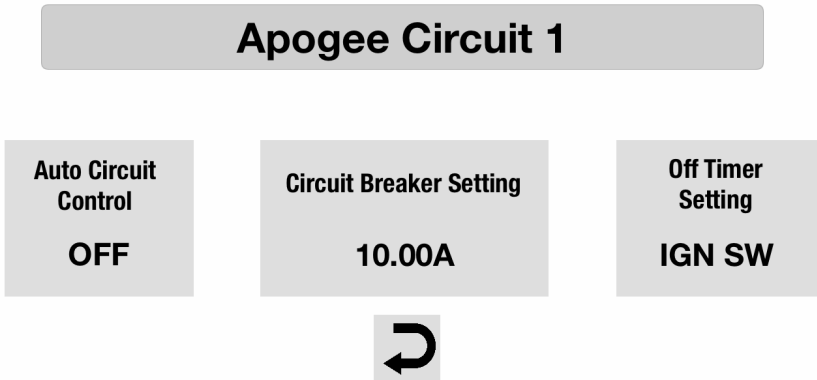 Apogee Circuit 1
Auto Circuit
Control
OFF
Circuit Breaker Setting
10.00A
Off Timer
Setting
IGN SW